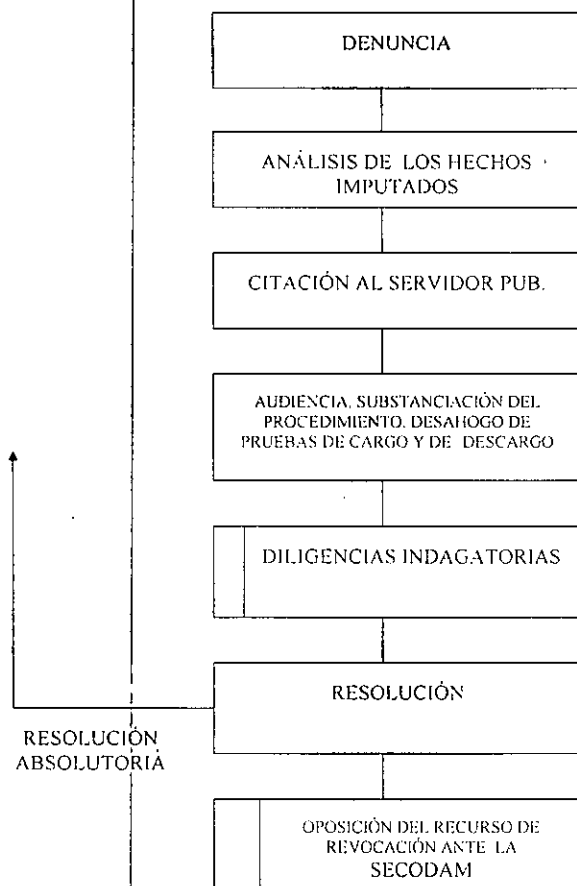 DENUNCIA
ANÁLISIS DE LOS HECHOS
IMPUTADOS
CITACIÓN AL SERVIDOR PUB.
AUDIENCIA, SUBSTANCIACIÓN DEL
PROCEDIMIENTO, DESAHOGO DE
PRUEBAS DE CARGO Y DE DESCARGO
DILIGENCIAS INDAGATORIAS
RESOLUCIÓN
RESOLUCIÓN
ABSOLUTORIA
OPOSICIÓN DEL RECURSO DE
REVOCACIÓN ANTE LA
SECODAM